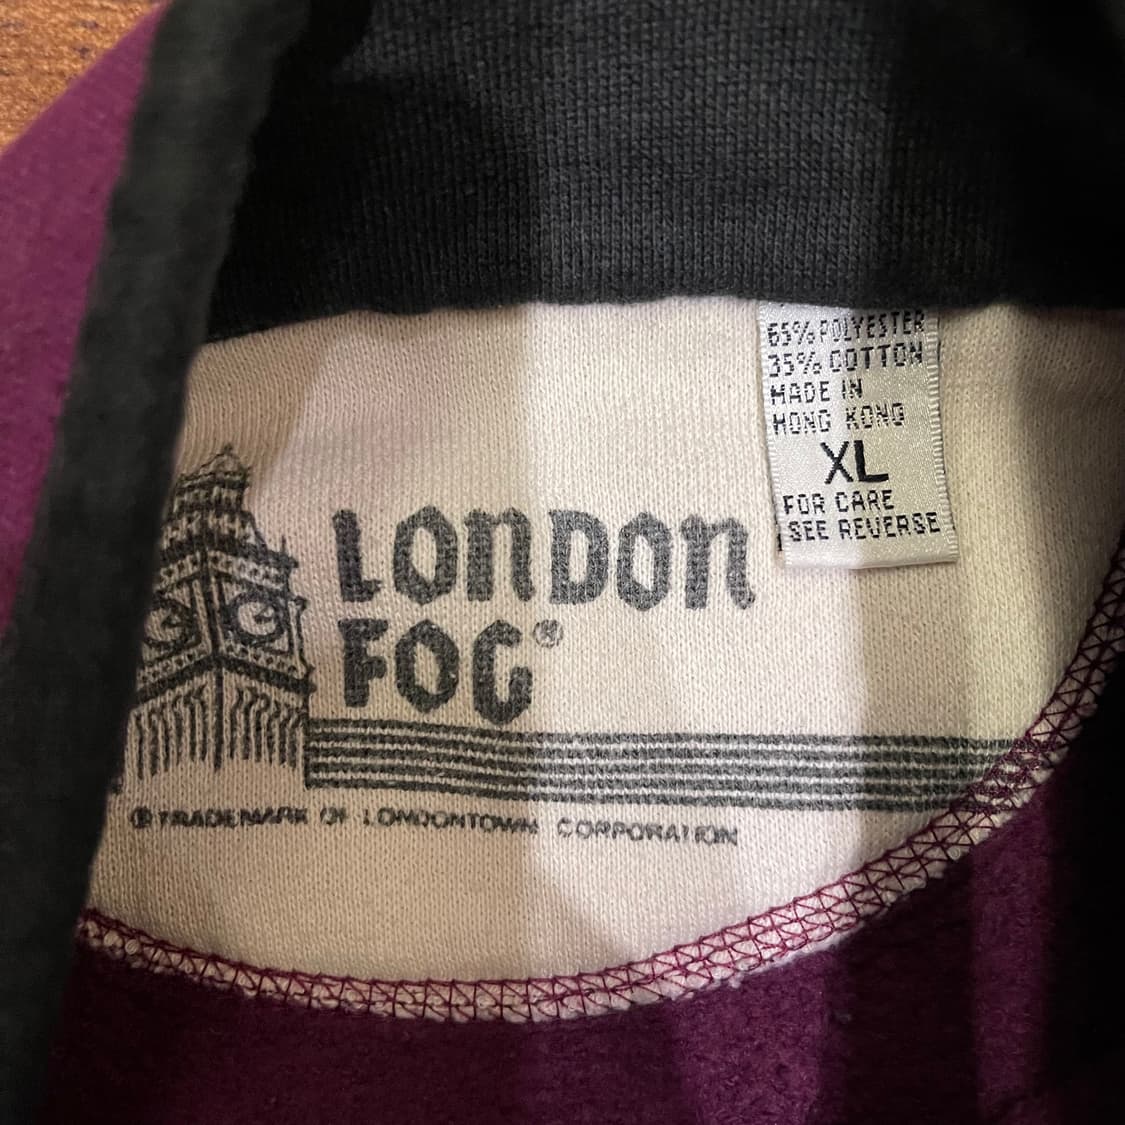 LONDON
FOG®
® TRADEMARK OF LONDONTOWN CORPORATION
65% POLYESTER
35% COTTON
MADE IN
HONG KONG
XL
FOR CARE
SEE REVERSE